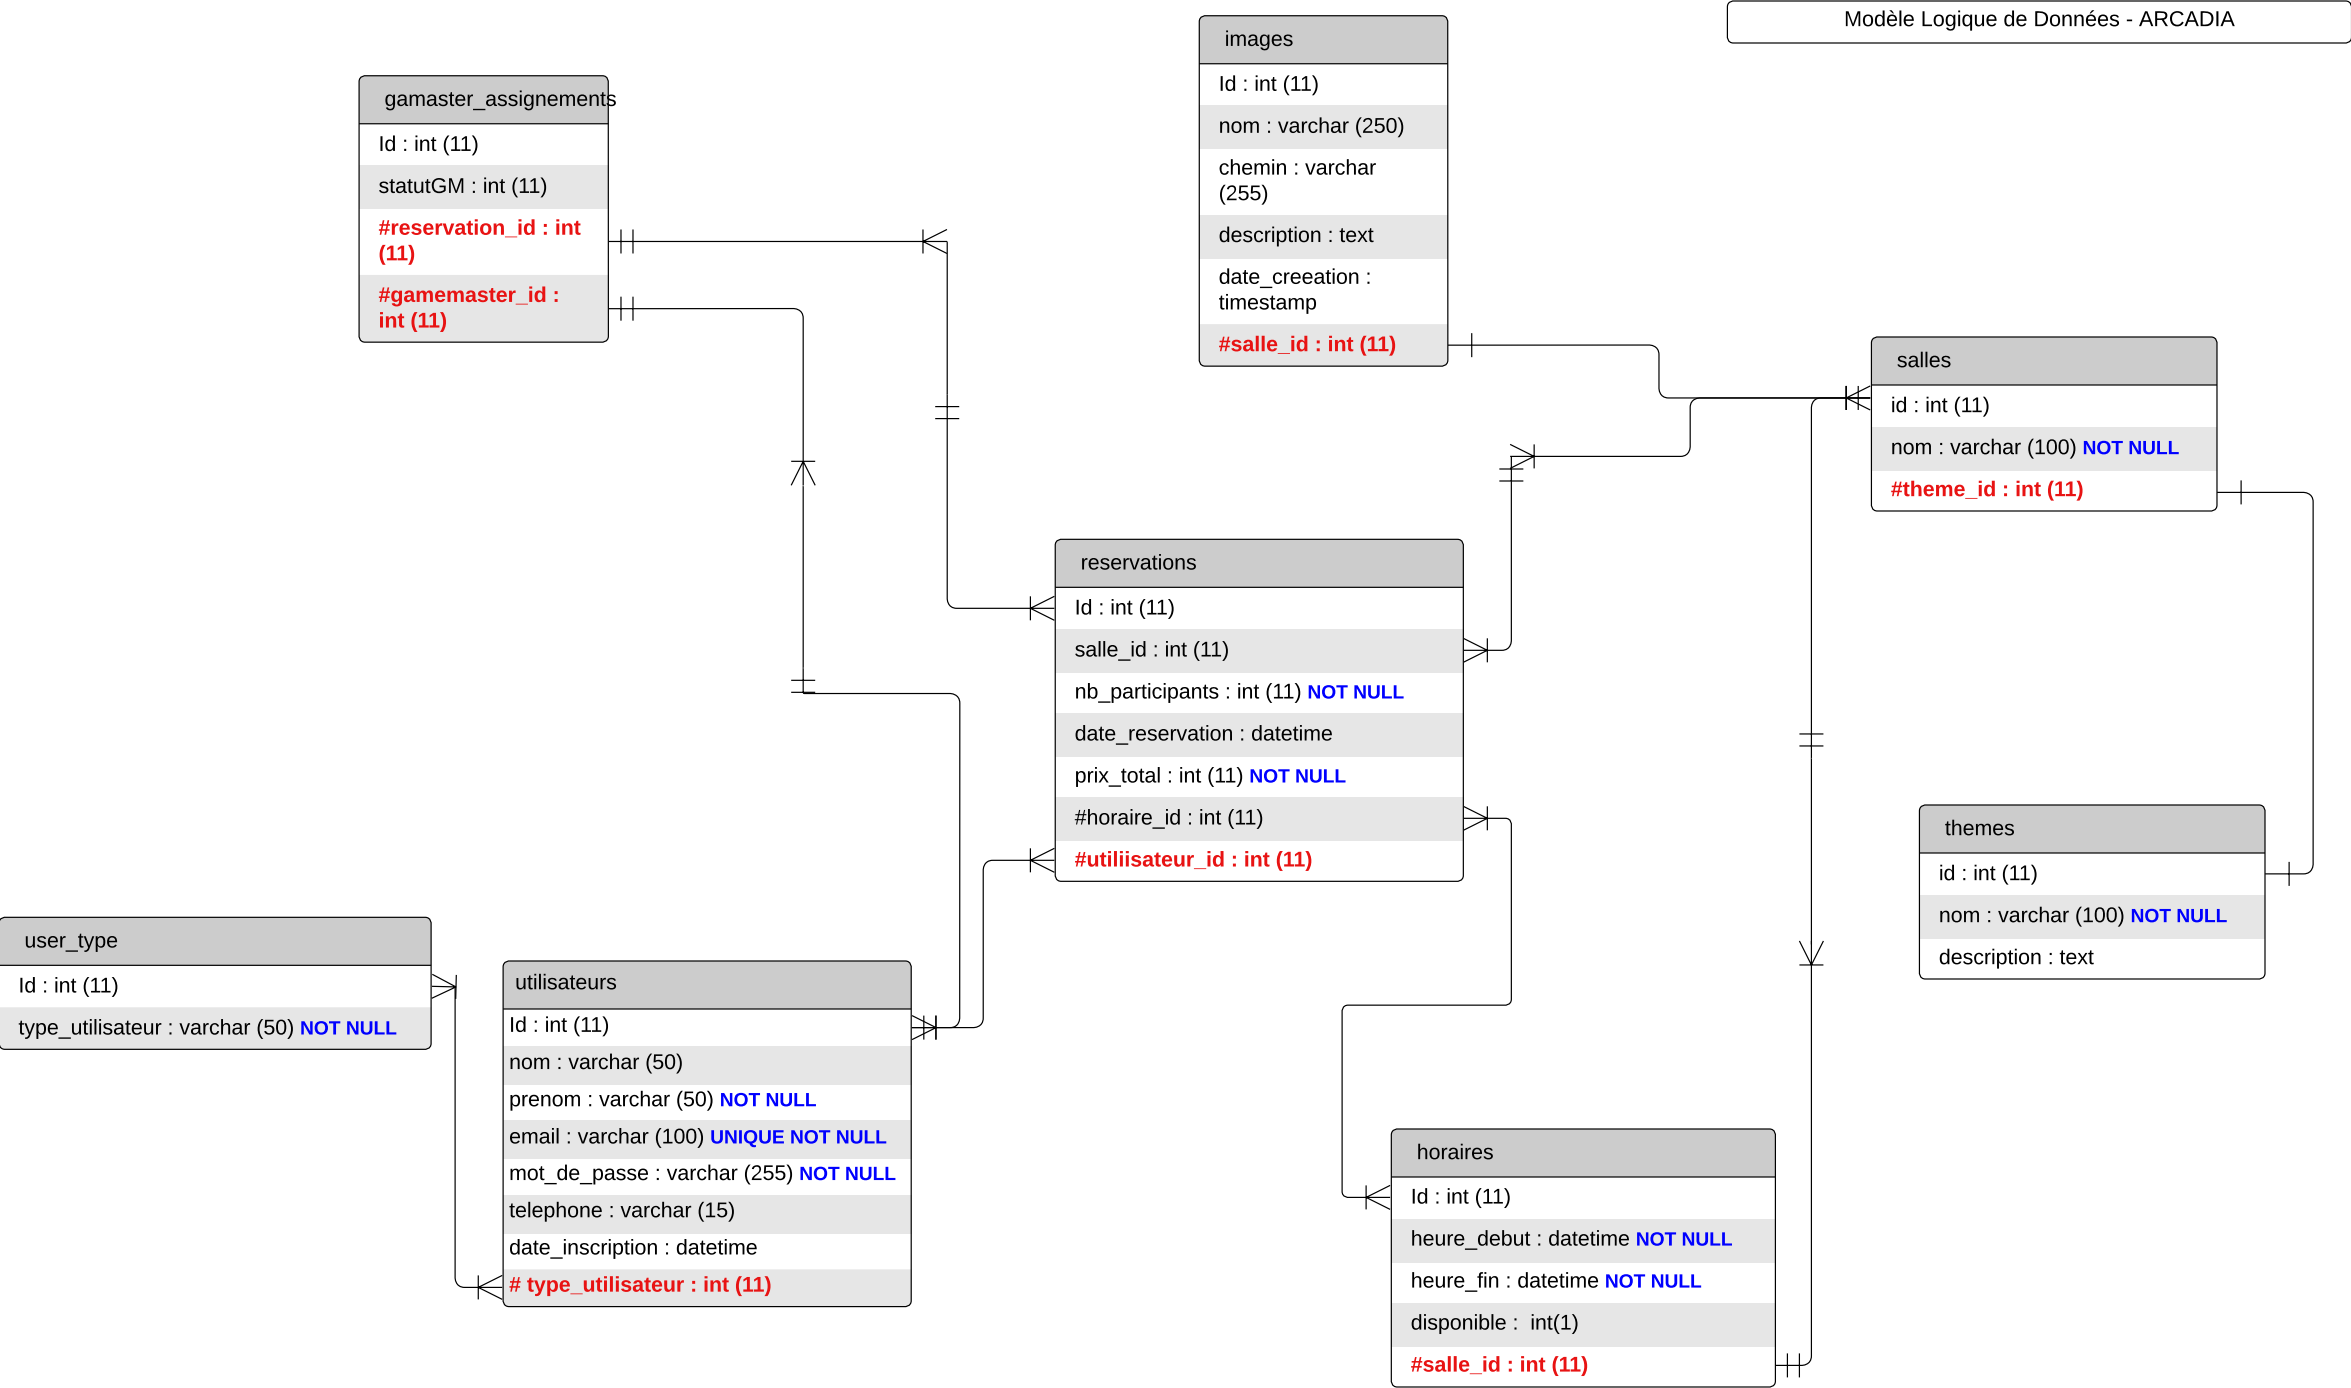 Modèle Logique de Données - ARCADIA
gamaster_assignements
Id : int (11)
statutGM : int (11)
#reservation_id : int
(11)
#gamemaster_id :
int (11)
images
Id : int (11)
nom : varchar (250)
chemin : varchar
(255)
description : text
date_creeation :
timestamp
#salle_id : int (11)
salles
id : int (11)
nom : varchar (100) NOT NULL
#theme_id : int (11)
reservations
Id : int (11)
salle_id : int (11)
nb_participants : int (11) NOT NULL
date_reservation : datetime
prix_total : int (11) NOT NULL
#horaire_id : int (11)
#utiliisateur_id : int (11)
themes
id : int (11)
nom : varchar (100) NOT NULL
description : text
user_type
Id : int (11)
type_utilisateur : varchar (50) NOT NULL
utilisateurs
Id : int (11)
nom : varchar (50)
prenom : varchar (50) NOT NULL
email : varchar (100) UNIQUE NOT NULL
mot_de_passe : varchar (255) NOT NULL
telephone : varchar (15)
date_inscription : datetime
# type_utilisateur : int (11)
horaires
Id : int (11)
heure_debut : datetime NOT NULL
heure_fin : datetime NOT NULL
disponible :  int(1)
#salle_id : int (11)